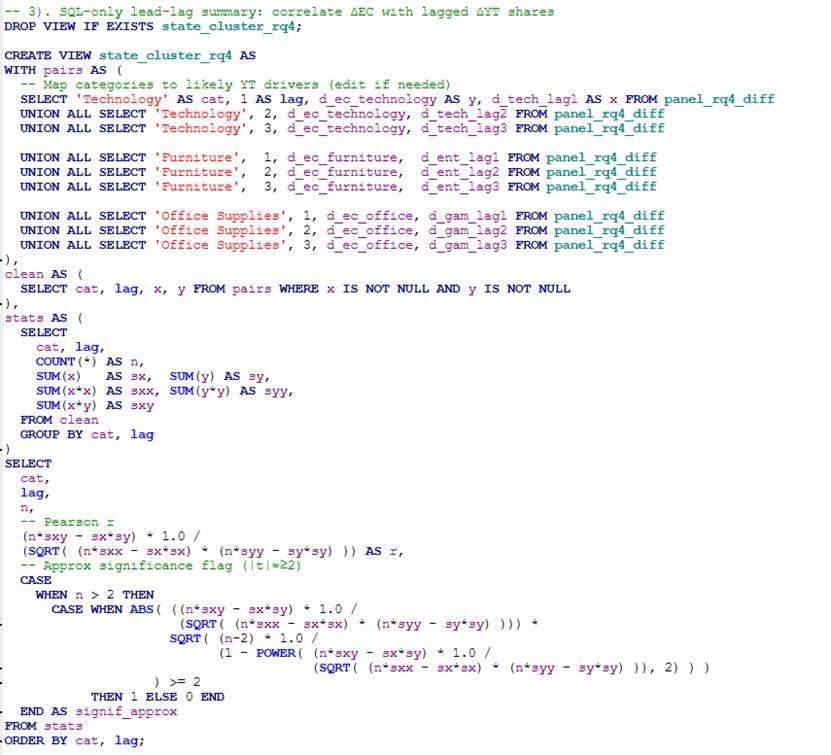 -- 3). SQL-only lead-lag summary: correlate ΔEC with lagged ΔYT shares
DROP VIEW IF EXISTS state_cluster_rq4;
CREATE VIEW state_cluster_rq4 AS
WITH pairs AS (
-- Map categories to likely YT drivers (edit if needed)
SELECT 'Technology' AS cat, 1 AS lag, d_ec_technology AS y, d_tech_lag1 AS x FROM panel_rq4_diff
UNION ALL SELECT 'Technology', 2, d_ec_technology, d_tech_lag2 FROM panel_rq4_diff
UNION ALL SELECT 'Technology', 3, d_ec_technology, d_tech_lag3 FROM panel_rq4_diff
UNION ALL SELECT 'Furniture', 1, d_ec_furniture, d_ent_lag1 FROM panel_rq4_diff
UNION ALL SELECT 'Furniture', 2, d_ec_furniture, d_ent_lag2 FROM panel_rq4_diff
UNION ALL SELECT 'Furniture', 3, d_ec_furniture, d_ent_lag3 FROM panel_rq4_diff
UNION ALL SELECT 'Office Supplies', 1, d_ec_office, d_gam_lag1 FROM panel_rq4_diff
UNION ALL SELECT 'Office Supplies', 2, d_ec_office, d_gam_lag2 FROM panel_rq4_diff
UNION ALL SELECT 'Office Supplies', 3, d_ec_office, d_gam_lag3 FROM panel_rq4_diff
),
clean AS (
SELECT cat, lag, x, y FROM pairs WHERE x IS NOT NULL AND y IS NOT NULL
),
stats AS (
SELECT
cat, lag,
COUNT(*) AS n,
SUM(x) AS sx, SUM(y) AS sy,
SUM(x*x) AS sxx, SUM(y*y) AS syy,
SUM(x*y) AS sxy
FROM clean
GROUP BY cat, lag
)
SELECT
cat,
lag,
n,
-- Pearson r
(n*sxy - sx*sy) * 1.0 /
(SQRT( (n*sxx - sx*sx) * (n*syy - sy*sy) )) AS r,
-- Approx significance flag (|t|≈≥2)
CASE
WHEN n > 2 THEN
CASE WHEN ABS( ((n*sxy - sx*sy) * 1.0 /
(SQRT( (n*sxx - sx*sx) * (n*syy - sy*sy) ))) *
SQRT( (n-2) * 1.0 /
(1 - POWER( (n*sxy - sx*sy) * 1.0 /
(SQRT( (n*sxx - sx*sx) * (n*syy - sy*sy) )), 2) ) )
) >= 2
THEN 1 ELSE 0 END
END AS signif_approx
FROM stats
ORDER BY cat, lag;